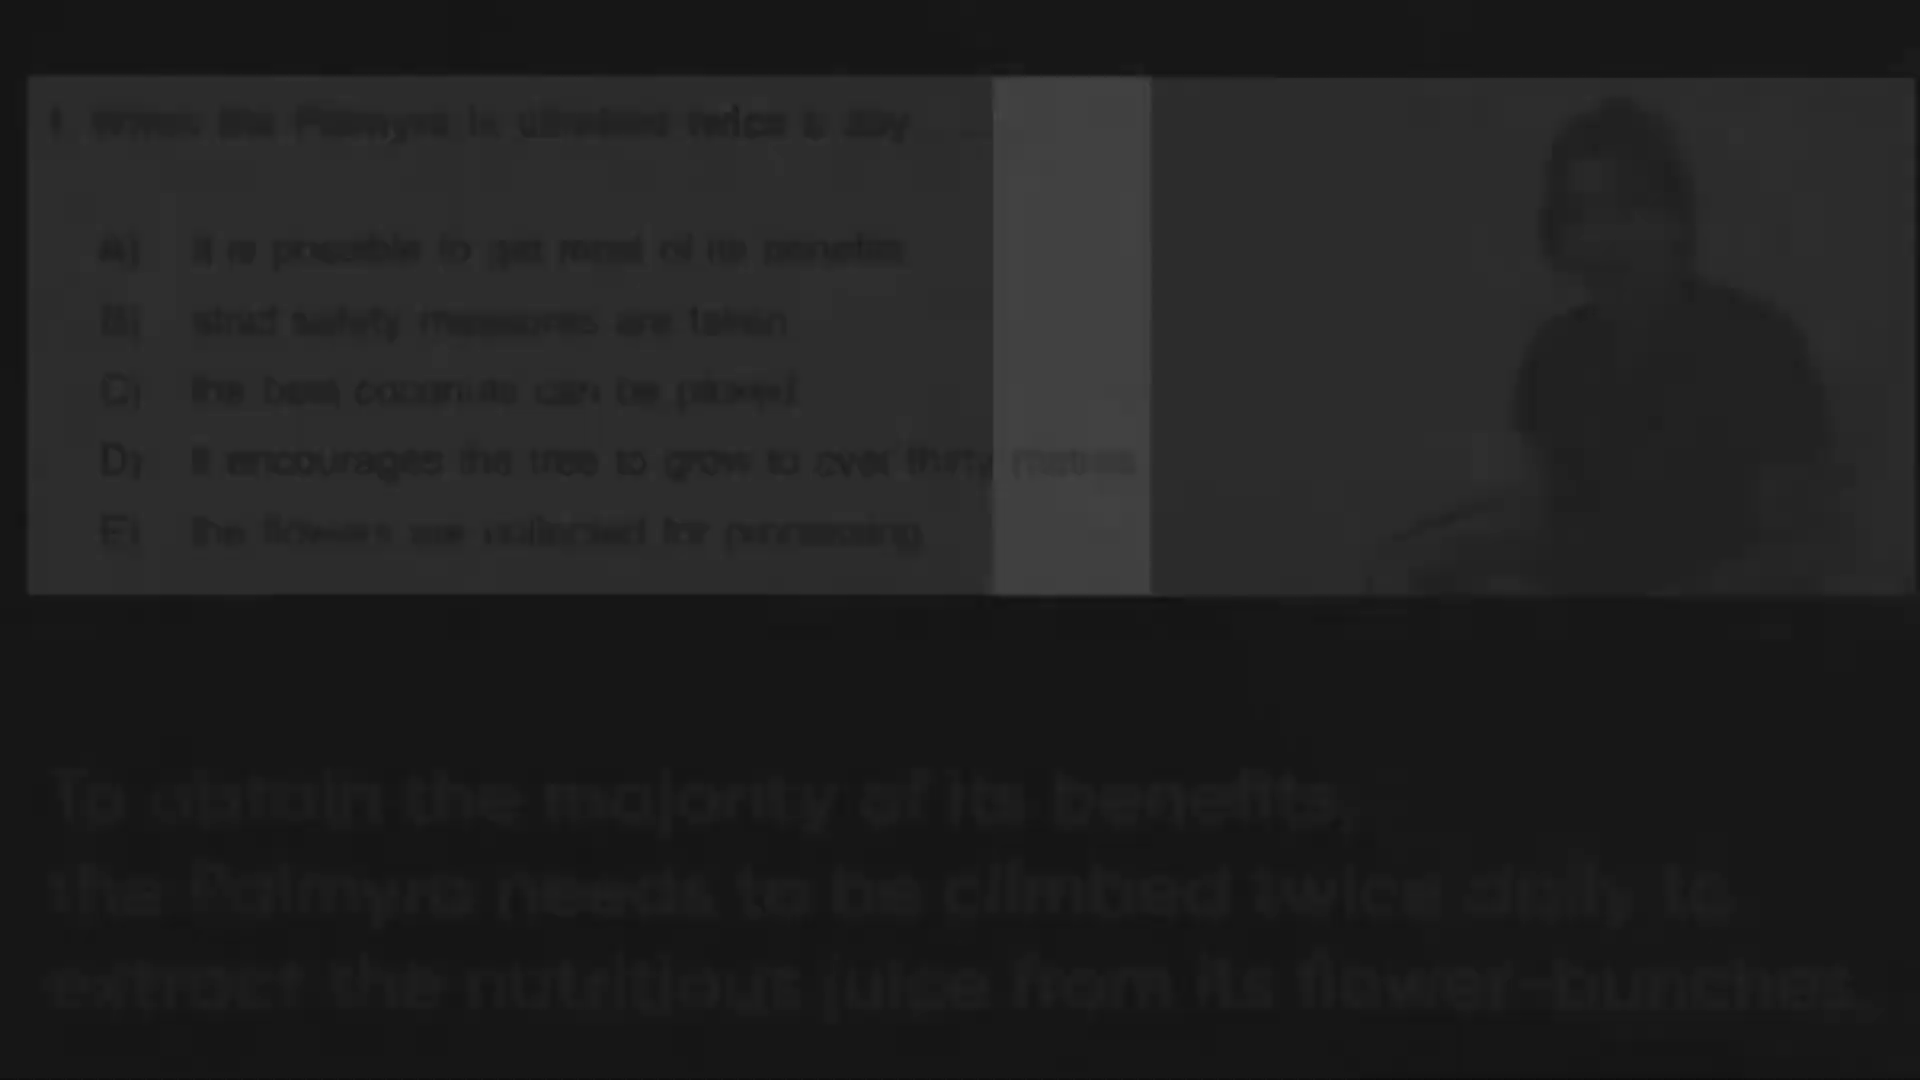 1. When the Palmyra is climbed twice a day
A) it is possible to get most of its benefits
B) strict safety measures are taken
C) the best coconuts can be picked
D) it encourages the tree to grow to over thirty metres
E) the flowers are collected for processing
To obtain the majority of its benefits,
the Palmyra needs to be climbed twice daily to
extract the nutritious juice from its flower-bunches.